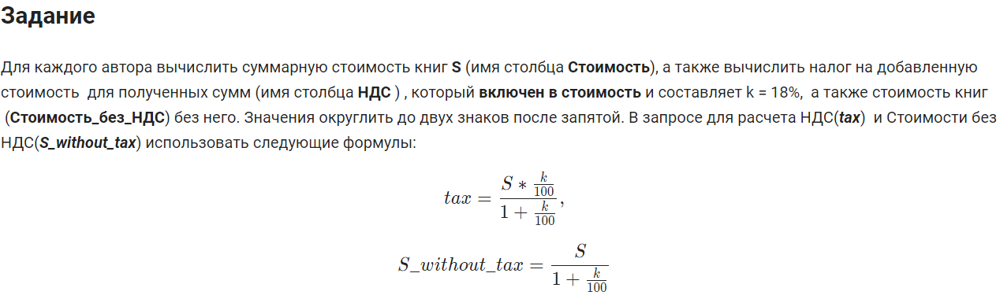 Задание
Для каждого автора вычислить суммарную стоимость книг S (имя столбца Стоимость), а также вычислить налог на добавленную
стоимость для полученных сумм (имя столбца НДС ) , который включен в стоимость и составляет k = 18%, а также стоимость книг
(Стоимость_без_НДС) без него. Значения округлить до двух знаков после запятой. В запросе для расчета НДС(tax) и Стоимости без
НДС(S_without_tax) использовать следующие формулы:
tax = \frac{S * \frac{k}{100}}{1 + \frac{k}{100}},
S_without_tax = \frac{S}{1 + \frac{k}{100}}